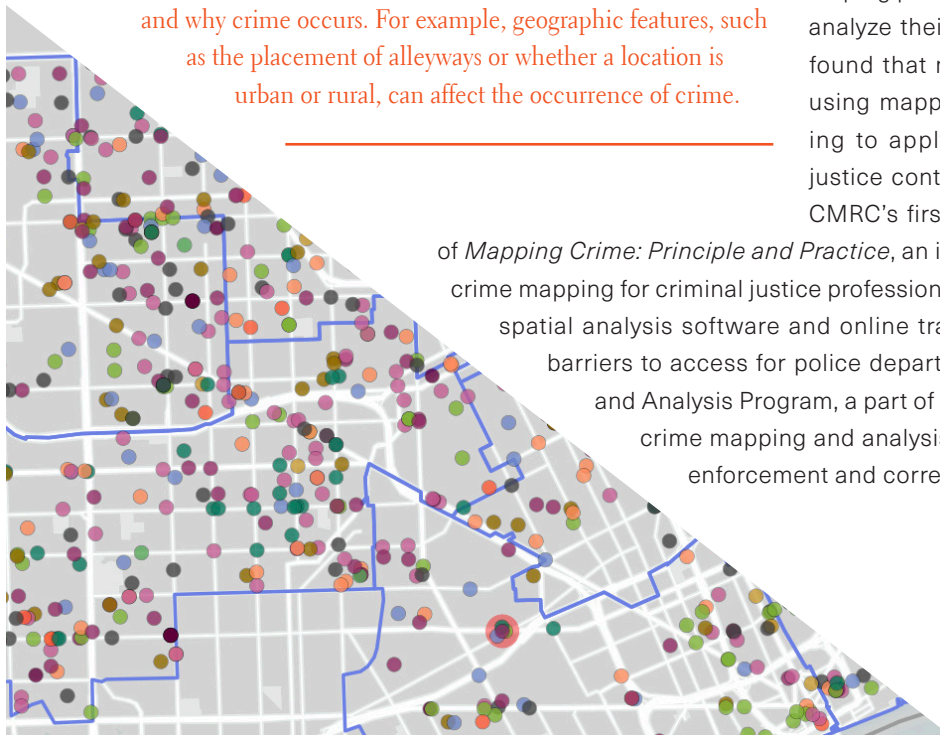 and why crime occurs. For example, geographic features, such
as the placement of alleyways or whether a location is
urban or rural, can affect the occurrence of crime.
analyze their
found that
using mapp
ing to appl
justice cont
CMRC's first
of Mapping Crime: Principle and Practice, an i
crime mapping for criminal justice profession
spatial analysis software and online tra
barriers to access for police depart
and Analysis Program, a part of
crime mapping and analysis
enforcement and corre